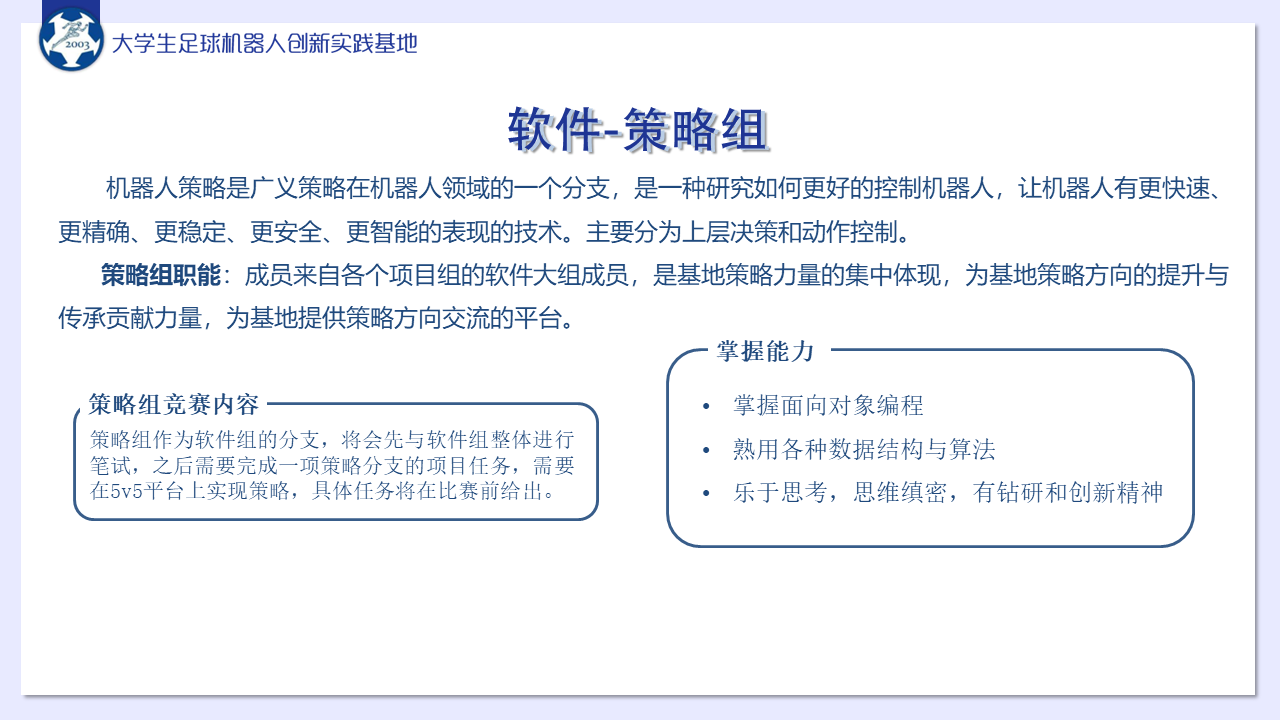 2003
大学生足球机器人创新实践基地
软件-策略组
机器人策略是广义策略在机器人领域的一个分支，是一种研究如何更好的控制机器人，让机器人有更快速、
更精确、更稳定、更安全、更智能的表现的技术。主要分为上层决策和动作控制。
策略组职能：成员来自各个项目组的软件大组成员，是基地策略力量的集中体现，为基地策略方向的提升与
传承贡献力量，为基地提供策略方向交流的平台。
策略组竞赛内容
策略组作为软件组的分支，将会先与软件组整体进行
笔试，之后需要完成一项策略分支的项目任务，需要
在5v5平台上实现策略，具体任务将在比赛前给出。
掌握能力
• 掌握面向对象编程
• 熟用各种数据结构与算法
• 乐于思考，思维缜密，有钻研和创新精神